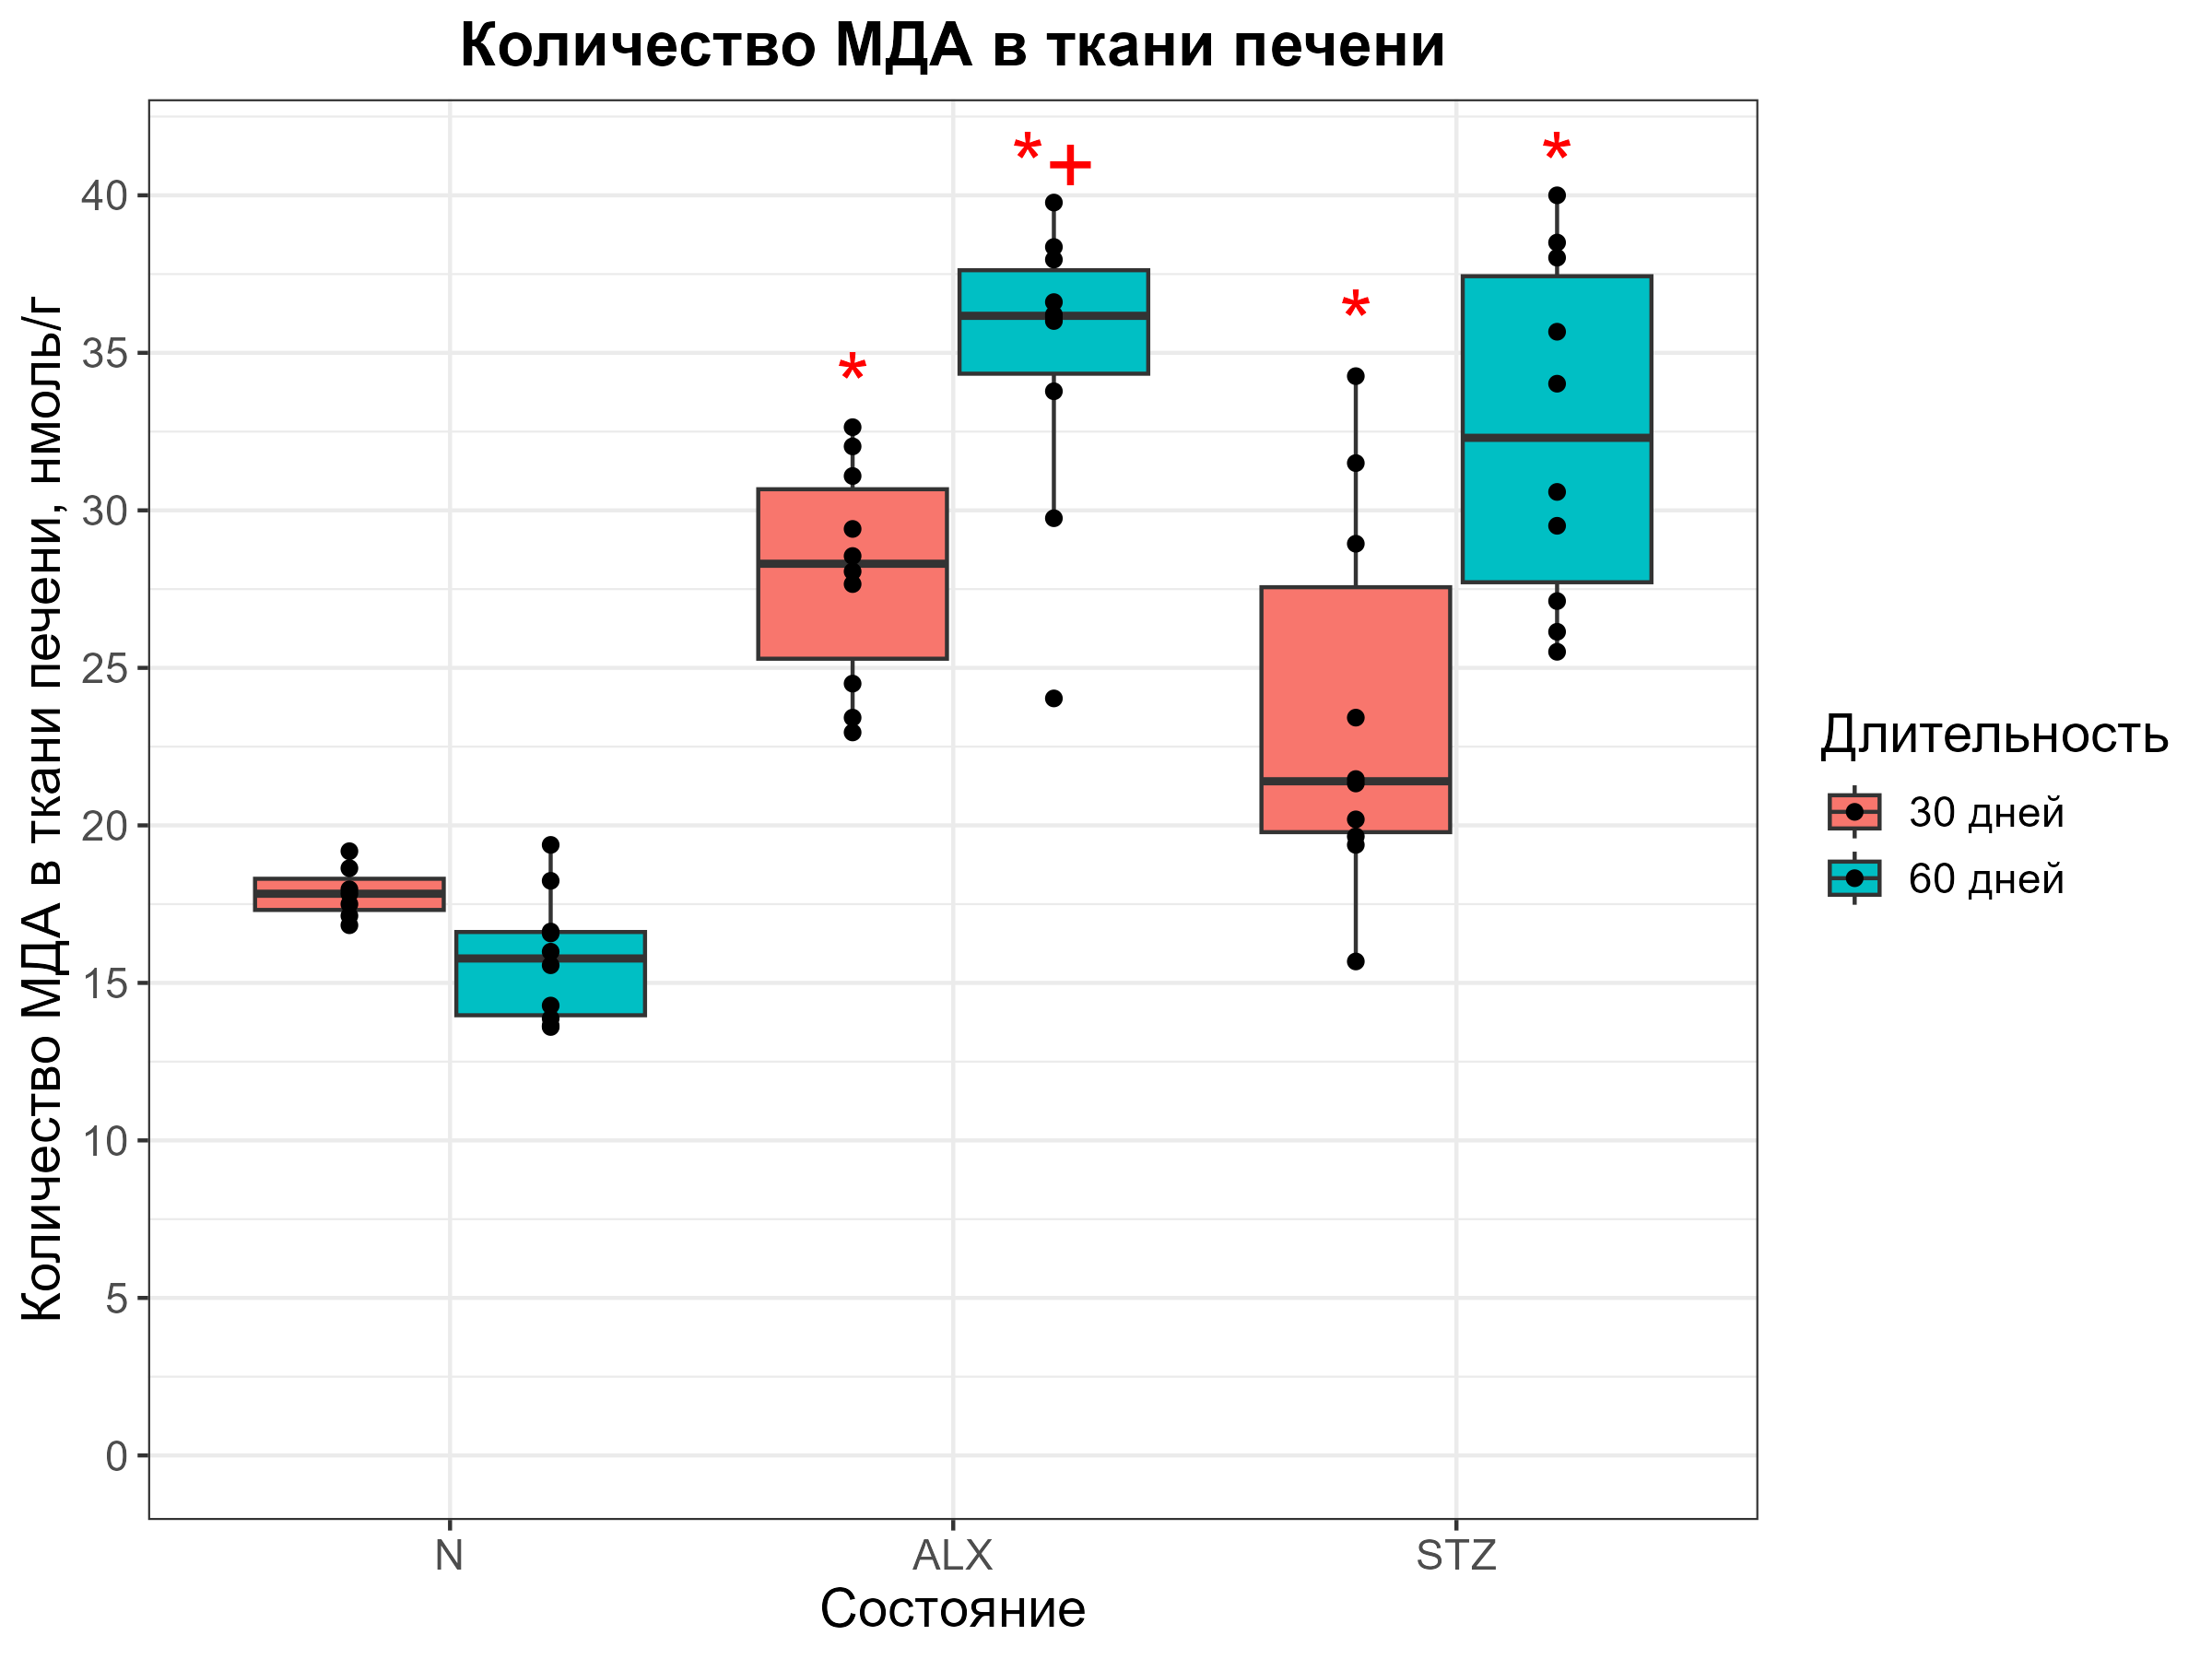 Количество МДА в ткани печени
Количество МДА в ткани печени, нмоль/г
40
35
30
25
20
15
10
5
0
*+
*
*
*
N
ALX
STZ
Состояние
Длительность
30 дней
60 дней